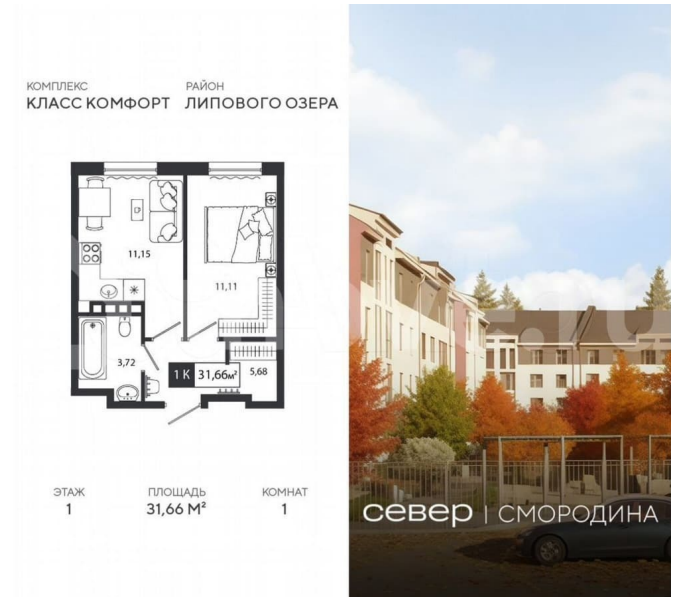 КОМПЛЕКС
КЛАСС КОМФОРТ
РАЙОН
ЛИПОВОГО ОЗЕРА
11,15
11,11
3,72
1 К
31,66м²
5,68
ЭТАЖ
1
ПЛОЩАДЬ
31,66 М²
КОМНАТ
1
север | СМОРОДИНА